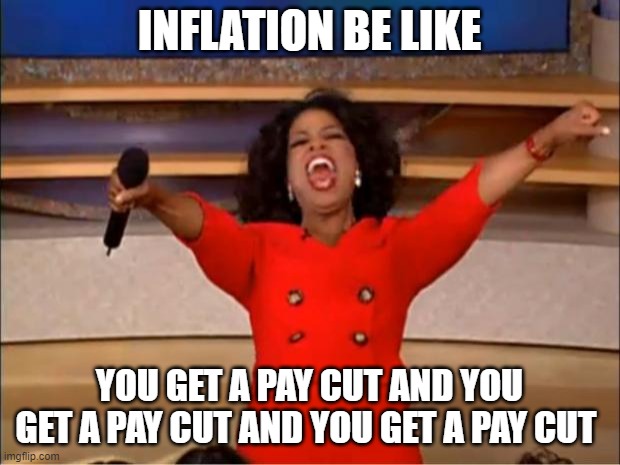 INFLATION BE LIKE
YOU GET A PAY CUT AND YOU
GET A PAY CUT AND YOU GET A PAY CUT
imgflip.com